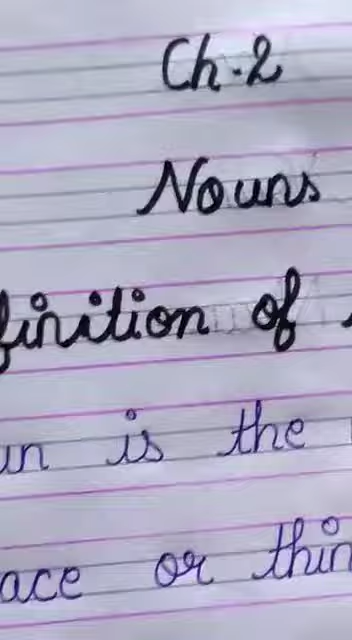 Ch.2
Nouns
finition of
un is the
ace or thin